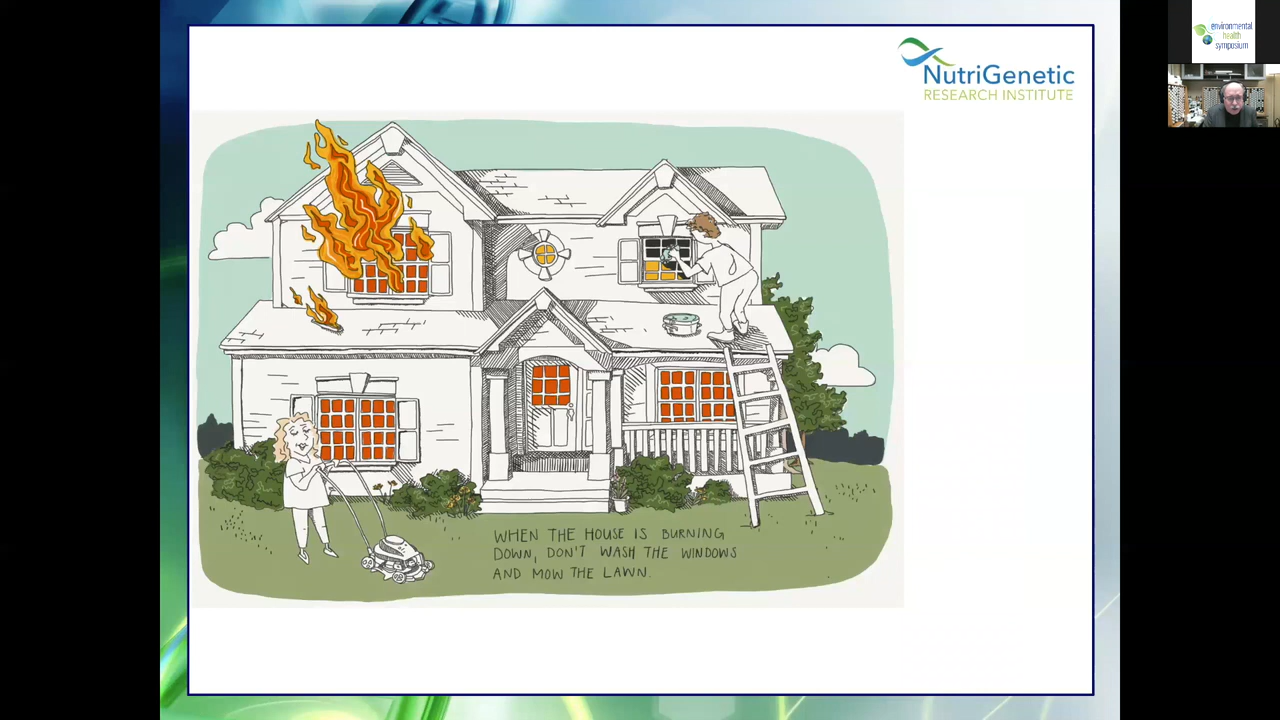 NutriGenetic
RESEARCH INSTITUTE
environmental
health
symposium
WHEN THE HOUSE IS BURNING
DOWN, DON'T WASH THE WINDOWS
AND MOW THE LAWN.